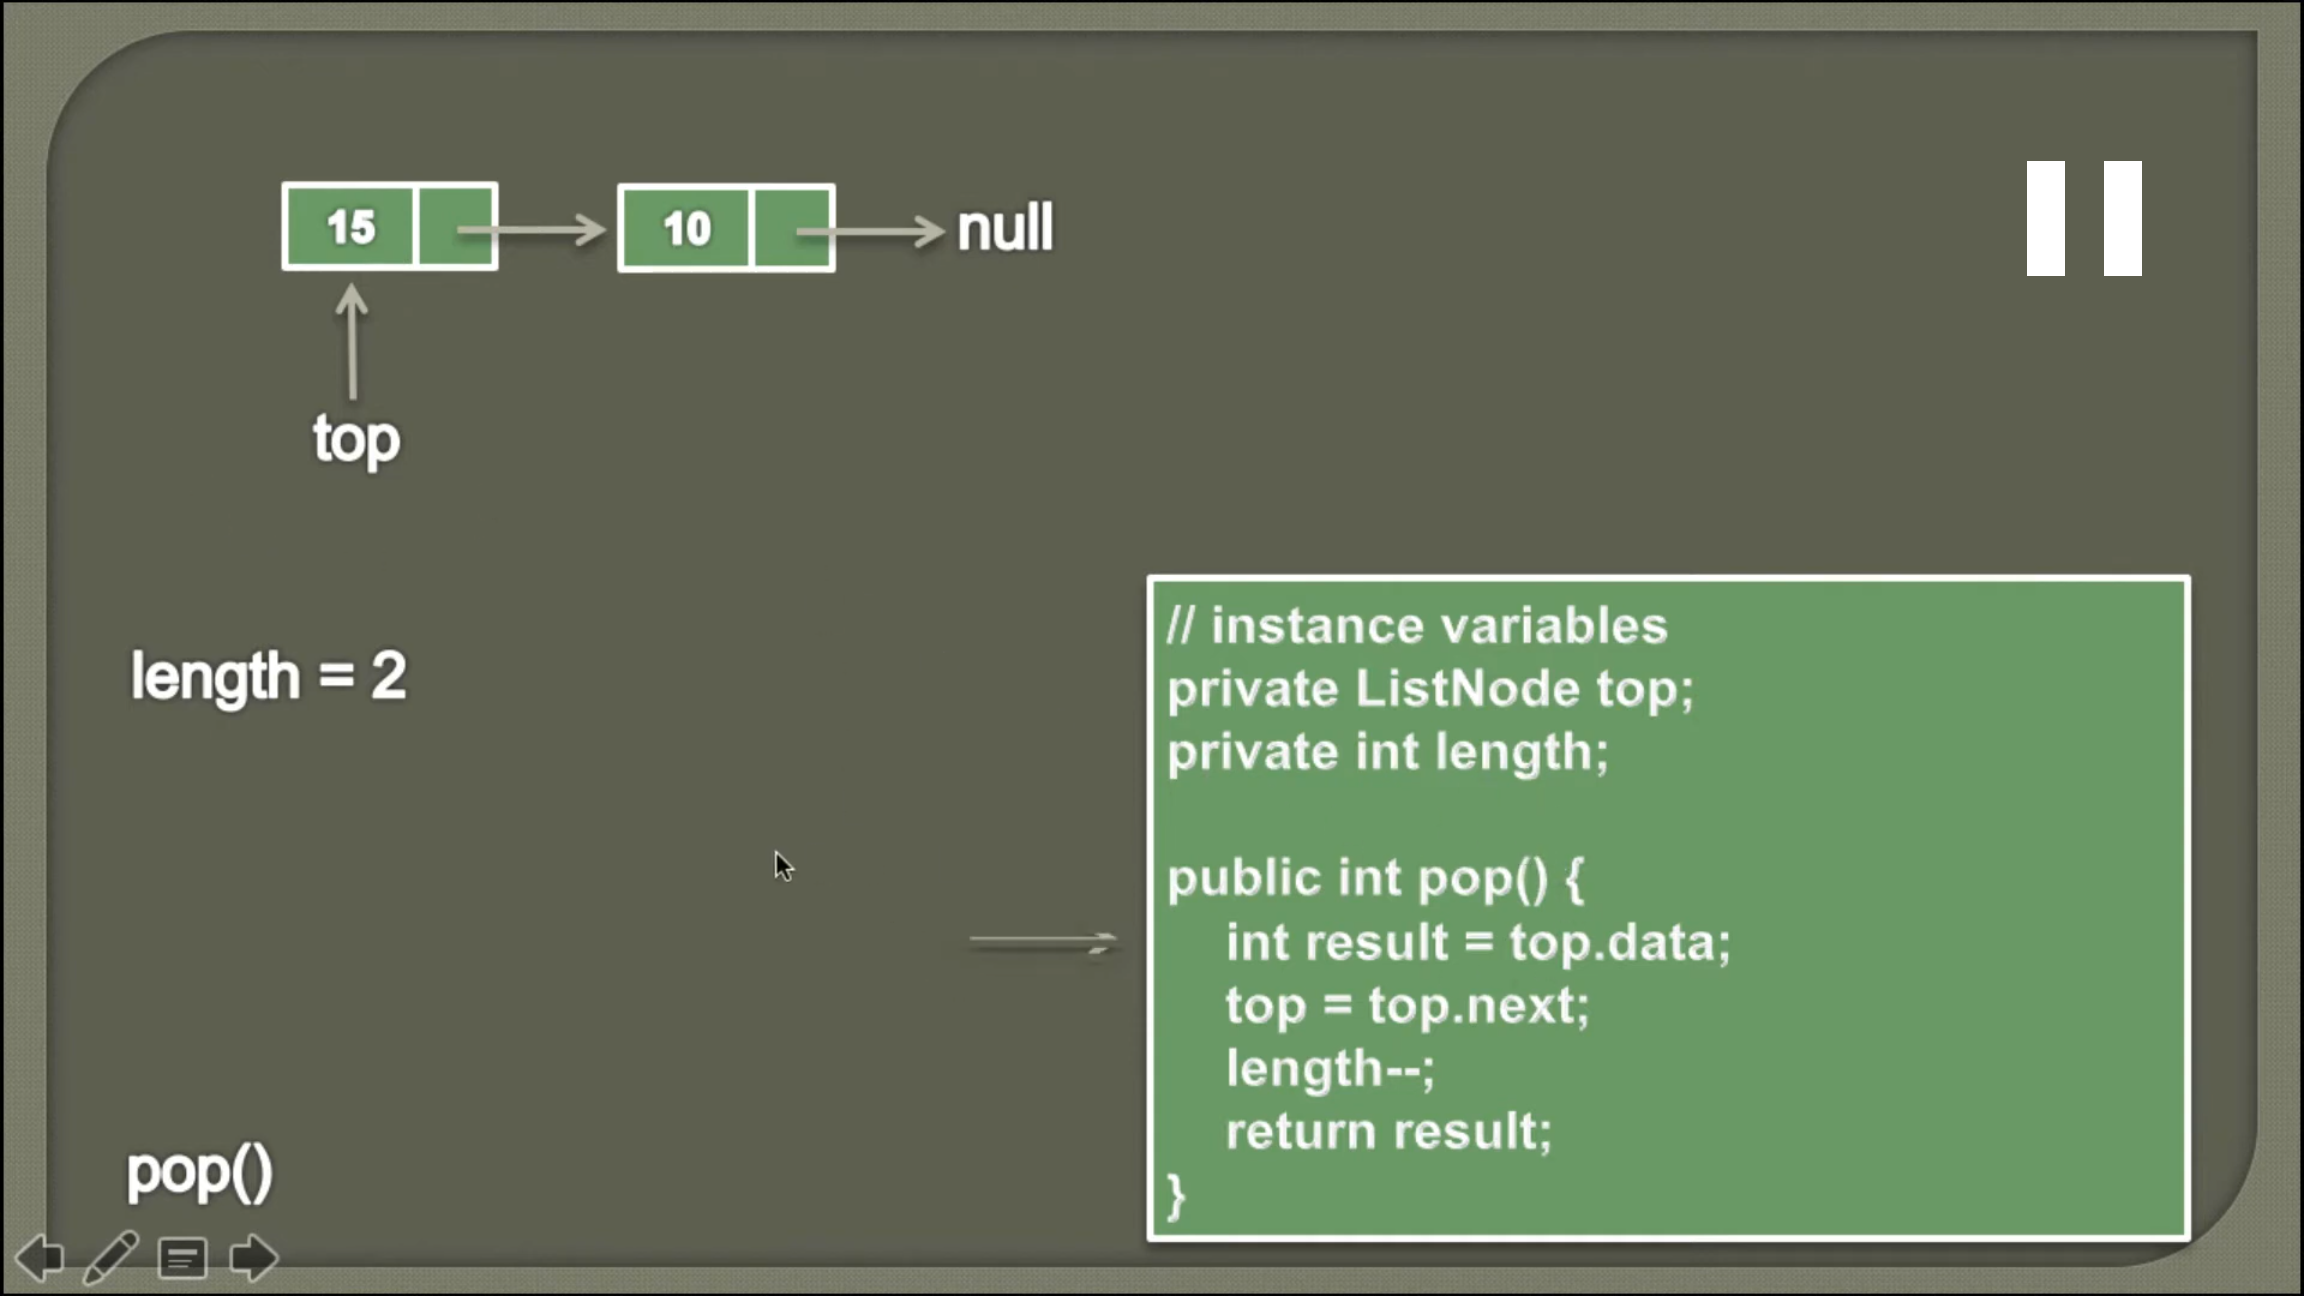 15 10 null
top
length = 2
// instance variables
private ListNode top;
private int length;
public int pop() {
int result = top.data;
top = top.next;
length--;
return result;
}
pop()